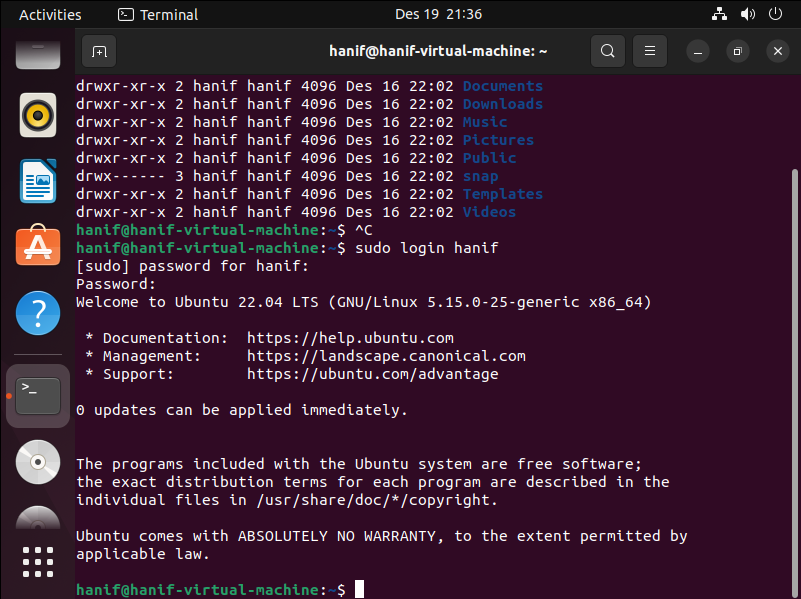 Activities
Terminal
Des 19 21:36
hanif@hanif-virtual-machine: ~
drwxr-xr-x 2 hanif hanif 4096 Des 16 22:02 Documents
drwxr-xr-x 2 hanif hanif 4096 Des 16 22:02 Downloads
drwxr-xr-x 2 hanif hanif 4096 Des 16 22:02 Music
drwxr-xr-x 2 hanif hanif 4096 Des 16 22:02 Pictures
drwxr-xr-x 2 hanif hanif 4096 Des 16 22:02 Public
drwx------ 3 hanif hanif 4096 Des 16 22:02 snap
drwxr-xr-x 2 hanif hanif 4096 Des 16 22:02 Templates
drwxr-xr-x 2 hanif hanif 4096 Des 16 22:02 Videos
hanif@hanif-virtual-machine:~$ ^C
hanif@hanif-virtual-machine:~$ sudo login hanif
[sudo] password for hanif:
Password:
Welcome to Ubuntu 22.04 LTS (GNU/Linux 5.15.0-25-generic x86_64)
* Documentation:  https://help.ubuntu.com
* Management:     https://landscape.canonical.com
* Support:        https://ubuntu.com/advantage
0 updates can be applied immediately.
The programs included with the Ubuntu system are free software;
the exact distribution terms for each program are described in the
individual files in /usr/share/doc/*/copyright.
Ubuntu comes with ABSOLUTELY NO WARRANTY, to the extent permitted by
applicable law.
hanif@hanif-virtual-machine:~$